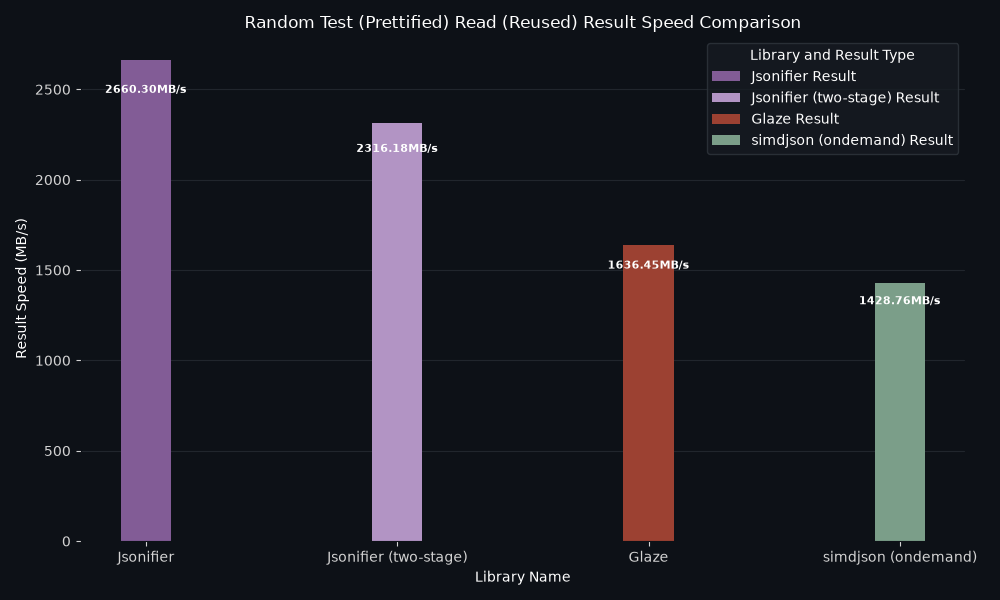 Random Test (Prettified) Read (Reused) Result Speed Comparison
Library and Result Type
Jsonifier Result
Jsonifier (two-stage) Result
Glaze Result
simdjson (ondemand) Result
Result Speed (MB/s)
2500
2000
1500
1000
500
0
2660.30MB/s
2316.18MB/s
1636.45MB/s
1428.76MB/s
Jsonifier
Jsonifier (two-stage)
Glaze
simdjson (ondemand)
Library Name